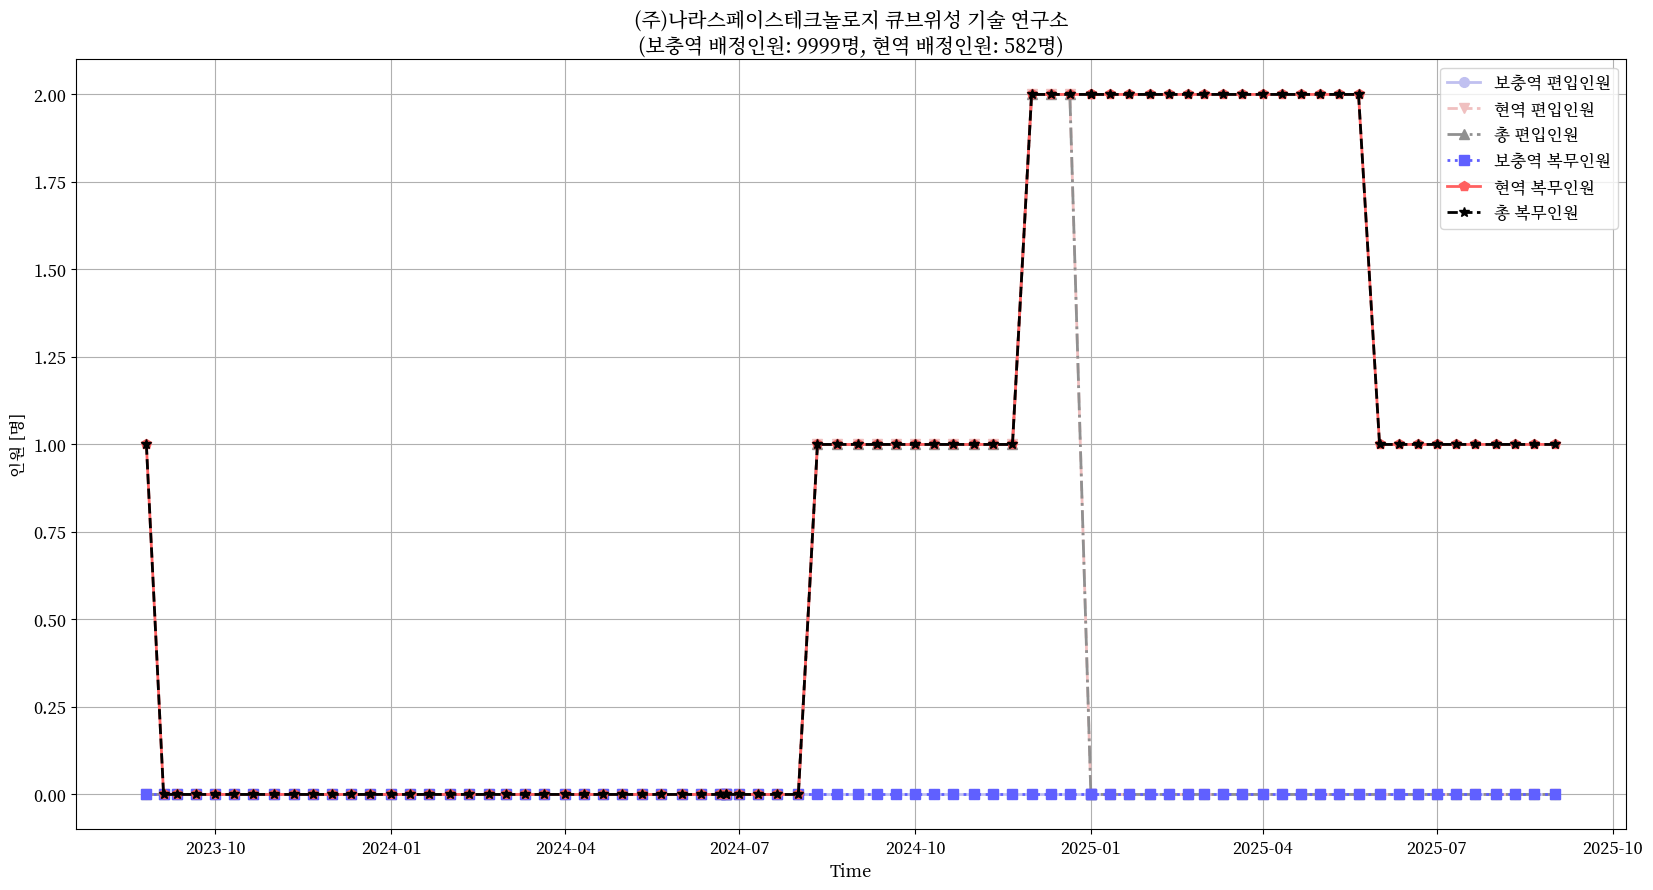 (주)나라스페이스테크놀로지 큐브위성 기술 연구소
(보충역 배정인원: 9999명, 현역 배정인원: 582명)
보충역 편입인원
현역 편입인원
총 편입인원
보충역 복무인원
현역 복무인원
총 복무인원
인원 [명]
2.00
1.75
1.50
1.25
1.00
0.75
0.50
0.25
0.00
2023-10
2024-01
2024-04
2024-07
2024-10
2025-01
2025-04
2025-07
2025-10
Time